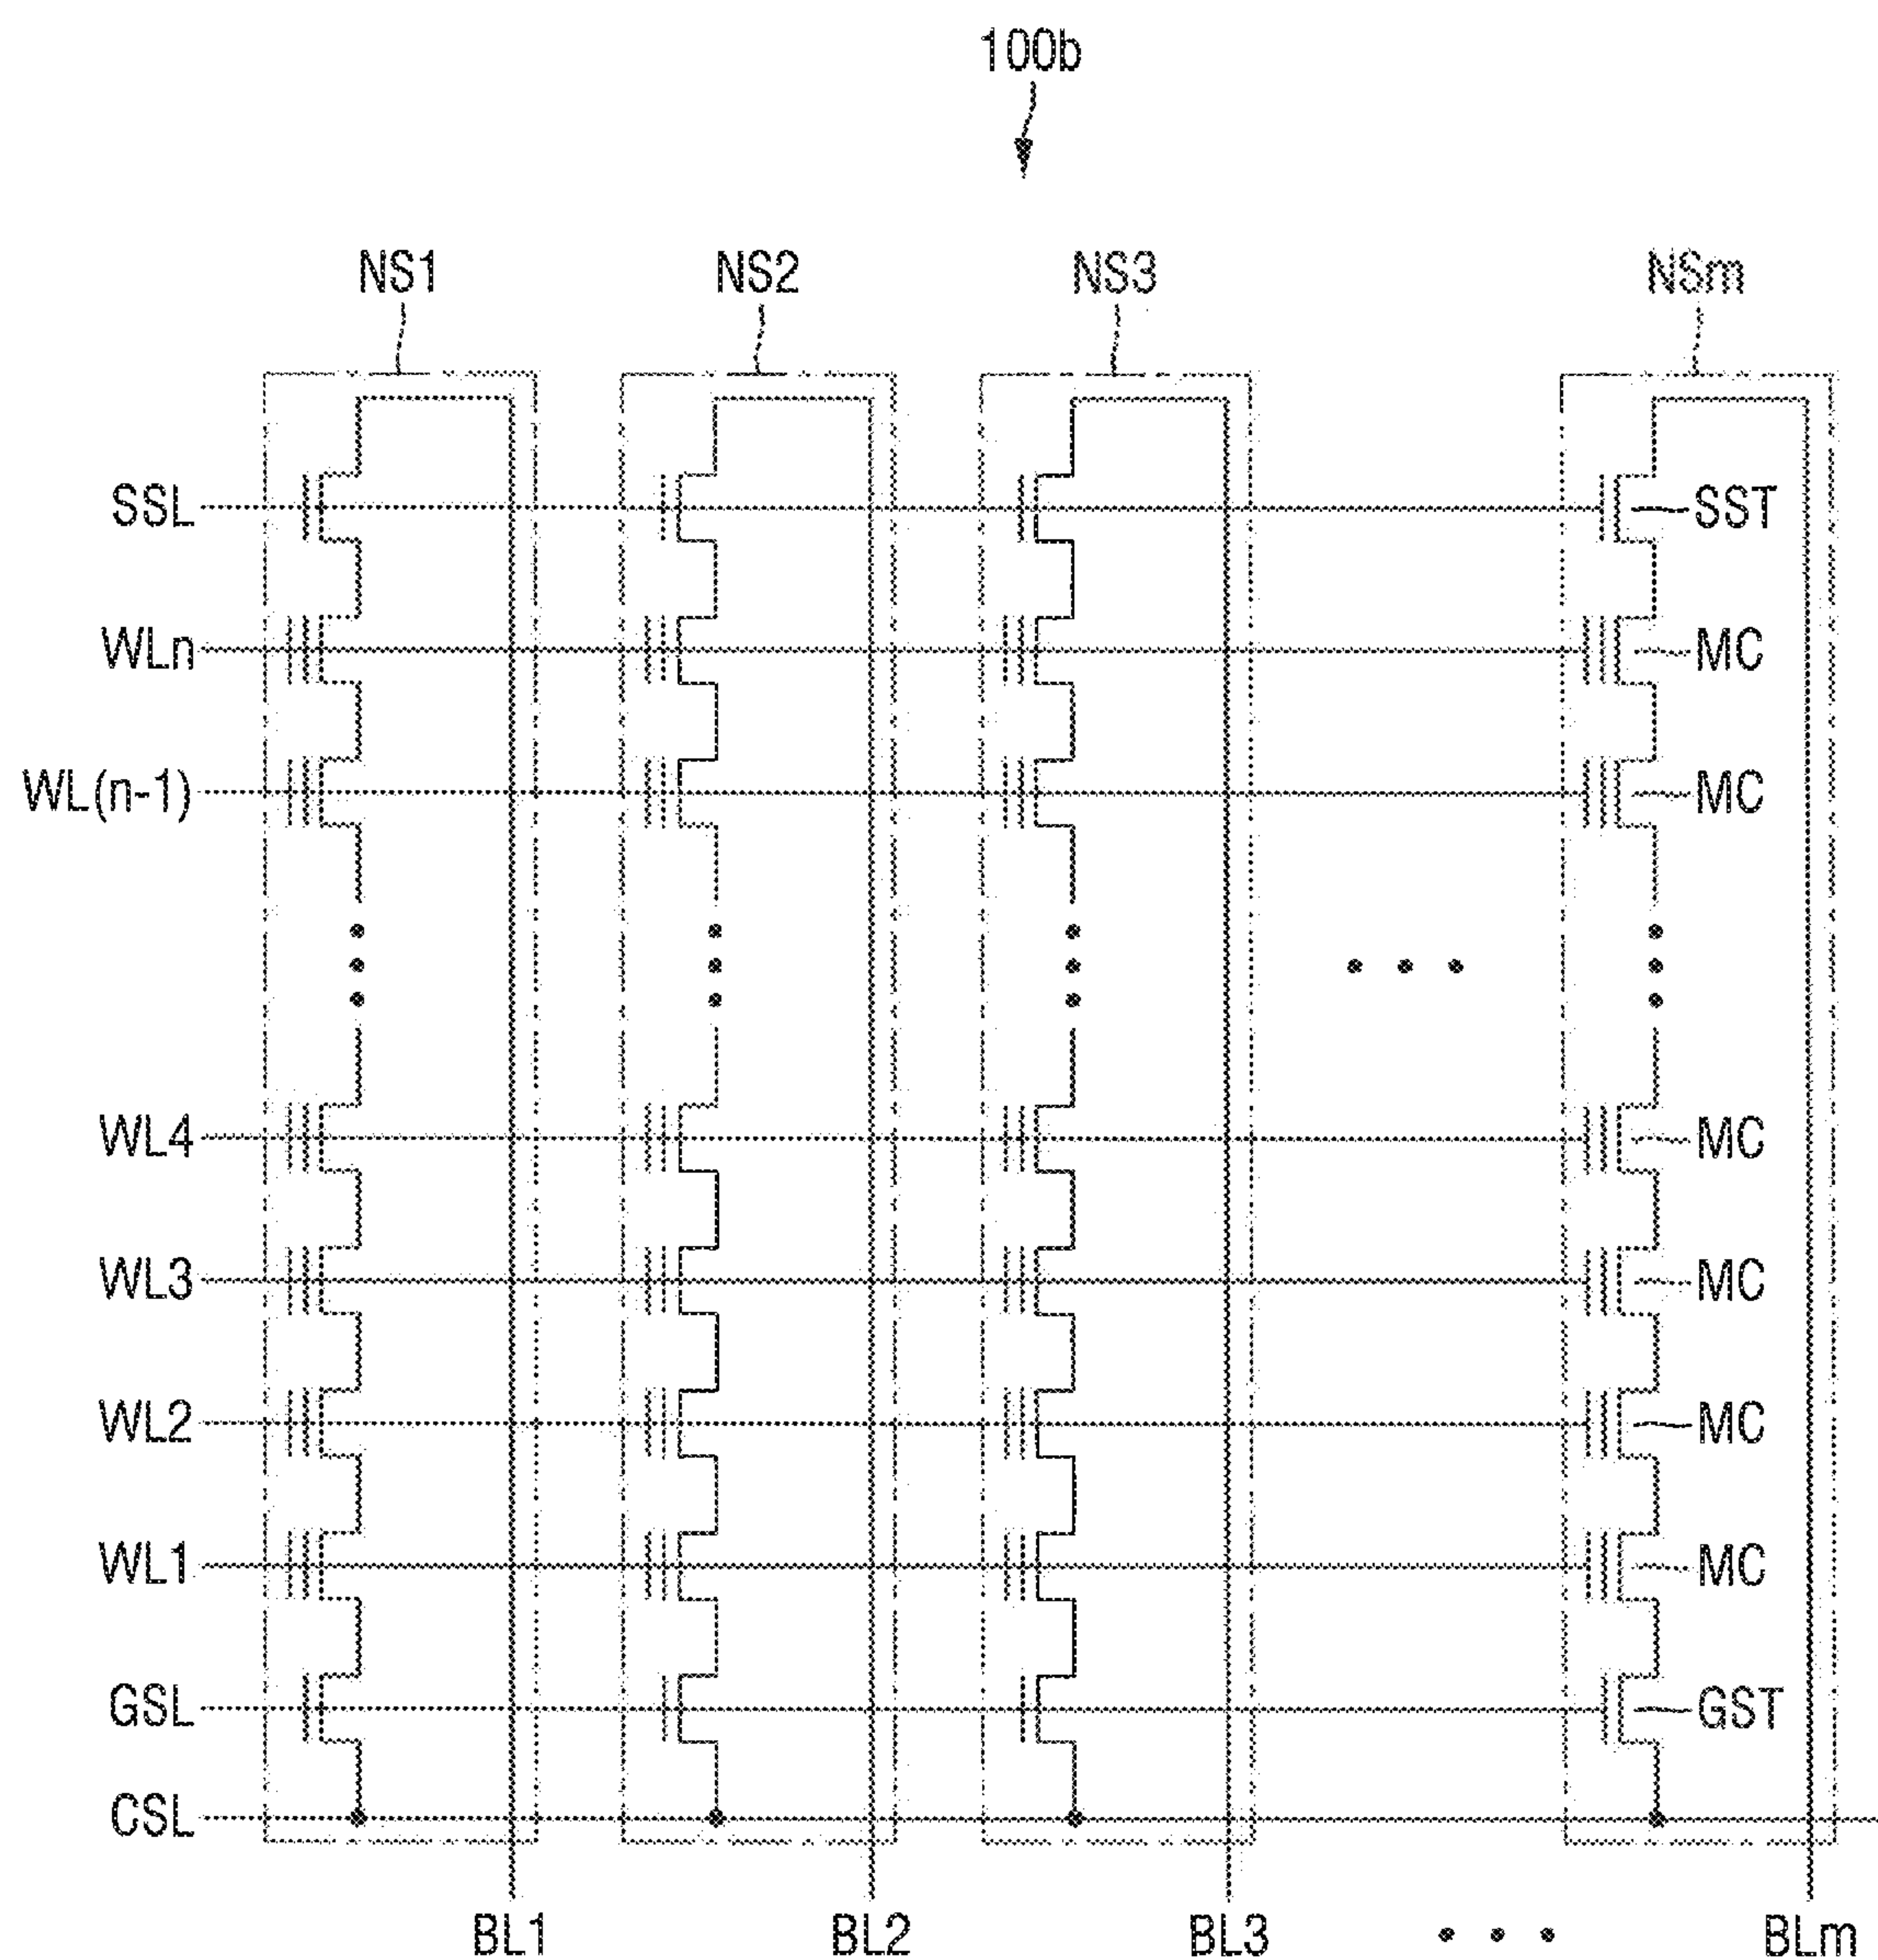 100b
NS1 NS2 NS3 NSm
SSL SST
WLn MC
WL(n-1) MC
WL4 MC
WL3 MC
WL2 MC
WL1 MC
GSL GST
CSL
BL1 BL2 BL3 • • • BLm